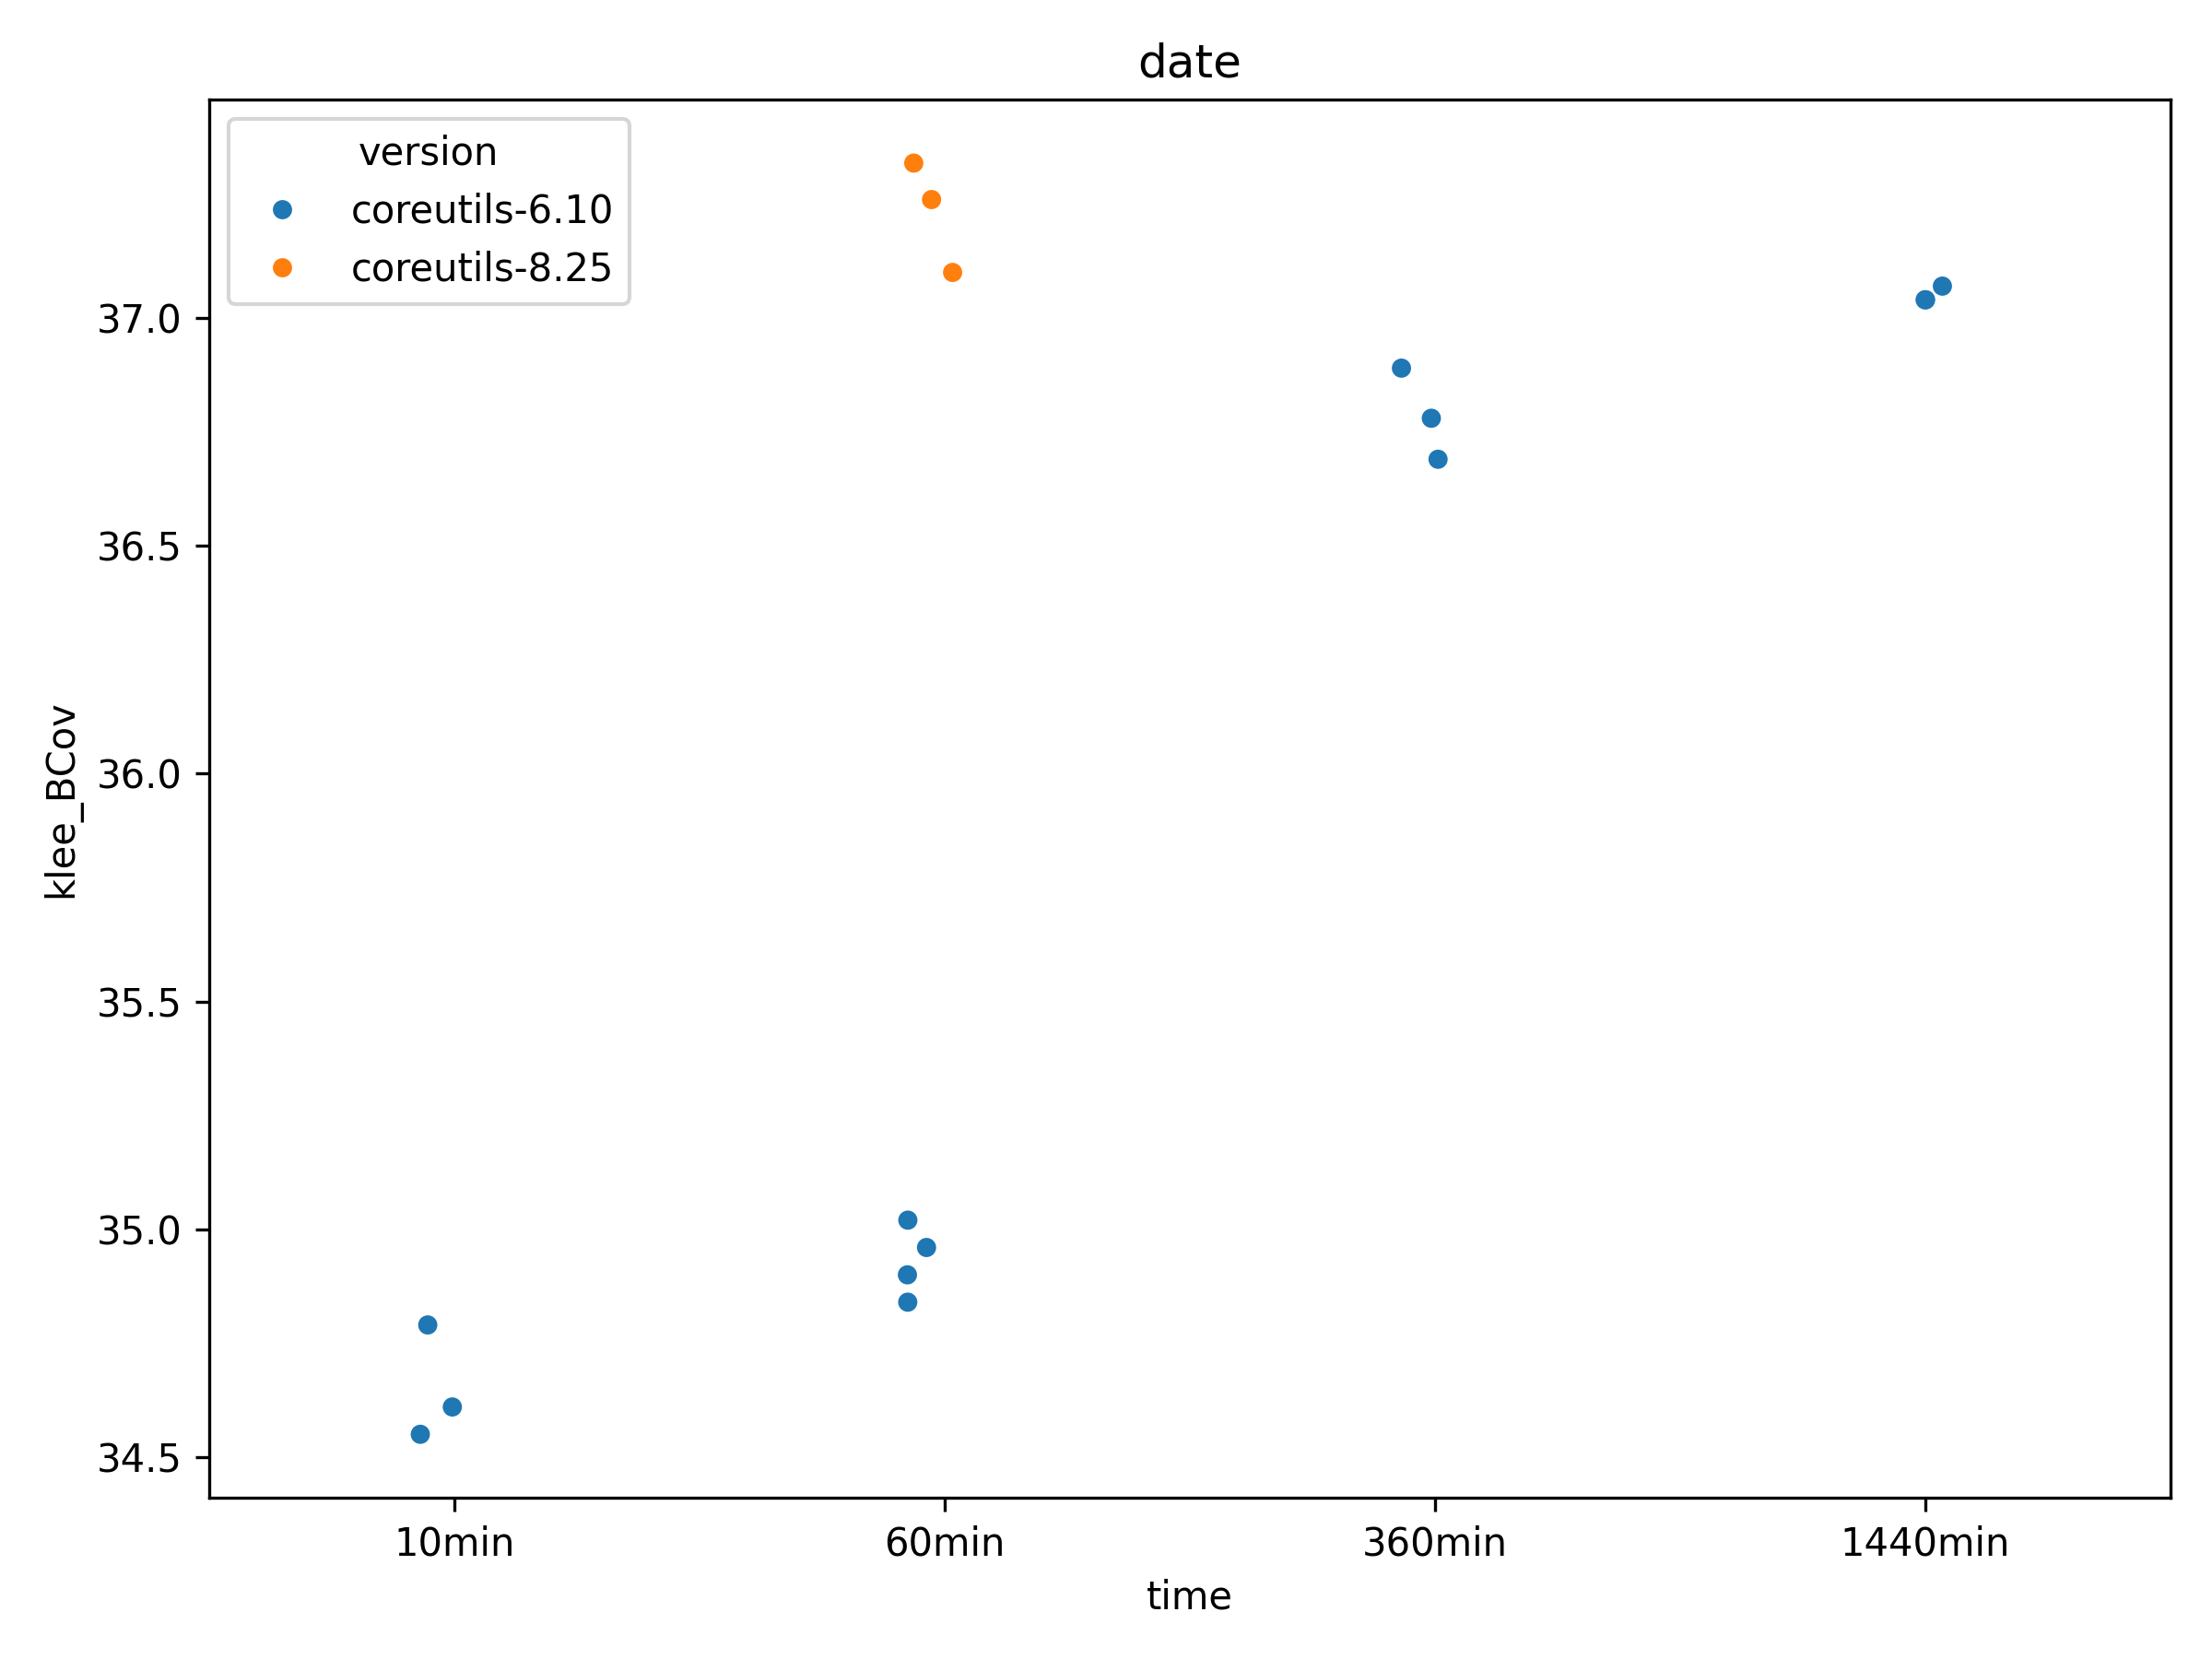 date
version
coreutils-6.10
coreutils-8.25
37.0
36.5
36.0
35.5
35.0
34.5
klee_BCov
10min 60min 360min 1440min
time